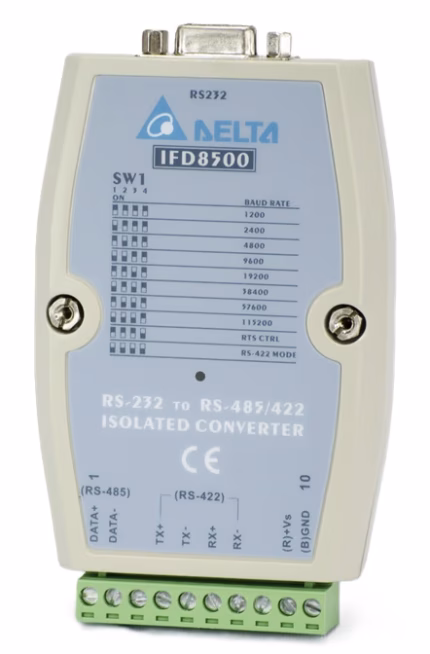 RS232
DELTA
IFD8500
SW1
1 2 3 4
ON
BAUD RATE
1200
2400
4800
9600
19200
38400
57600
115200
RTS CTRL
RS-422 MODE
RS-232 TO RS-485/422
ISOLATED CONVERTER
CE
1 10
(RS-485) (RS-422)
DATA+ DATA- TX+ TX- RX+ RX- (R)+Vs (B)GND